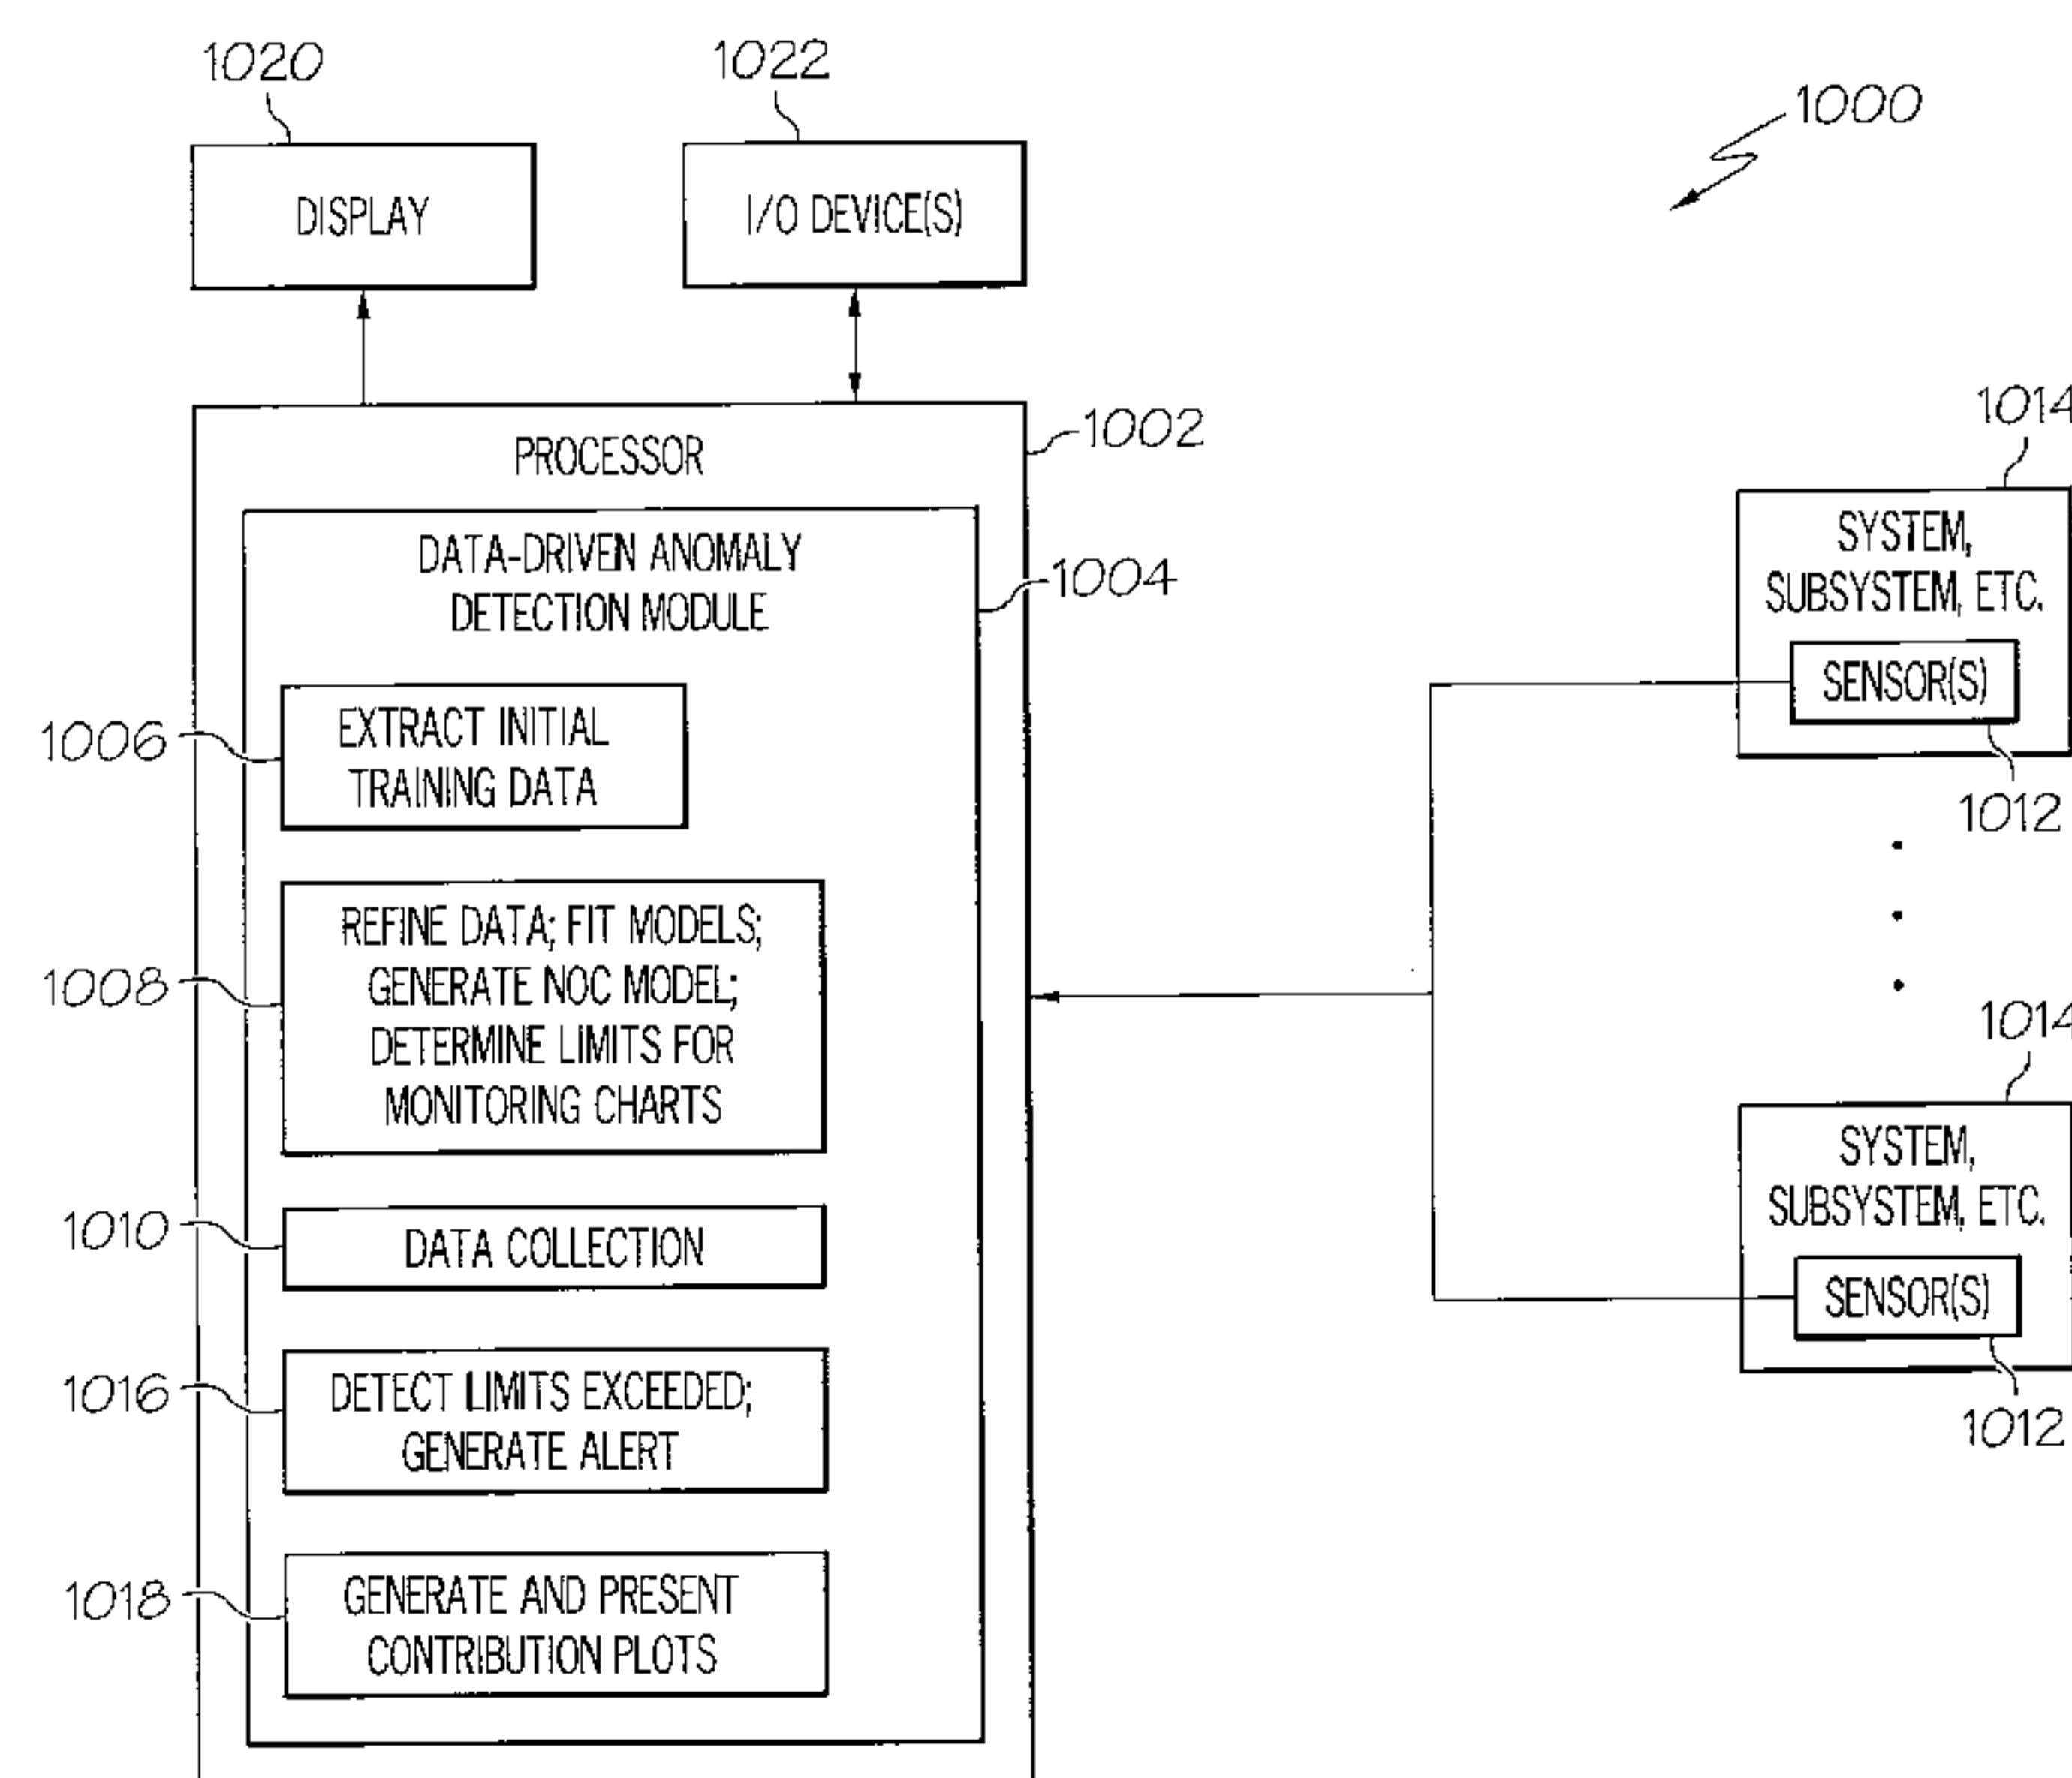 1020
1022
1000
DISPLAY
I/O DEVICE(S)
1002
PROCESSOR
DATA-DRIVEN ANOMALY
DETECTION MODULE
1004
1006
EXTRACT INITIAL
TRAINING DATA
1008
REFINE DATA; FIT MODELS;
GENERATE NOC MODEL;
DETERMINE LIMITS FOR
MONITORING CHARTS
1010
DATA COLLECTION
1016
DETECT LIMITS EXCEEDED;
GENERATE ALERT
1018
GENERATE AND PRESENT
CONTRIBUTION PLOTS
1014
SYSTEM,
SUBSYSTEM, ETC.
SENSOR(S)
1012
1014
SYSTEM,
SUBSYSTEM, ETC.
SENSOR(S)
1012